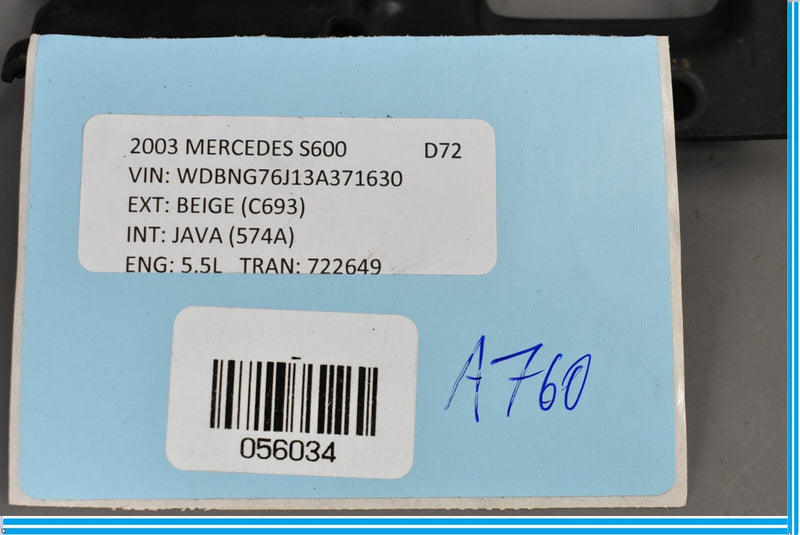 2003 MERCEDES S600 D72
VIN: WDBNG76J13A371630
EXT: BEIGE (C693)
INT: JAVA (574A)
ENG: 5.5L TRAN: 722649
A760
056034